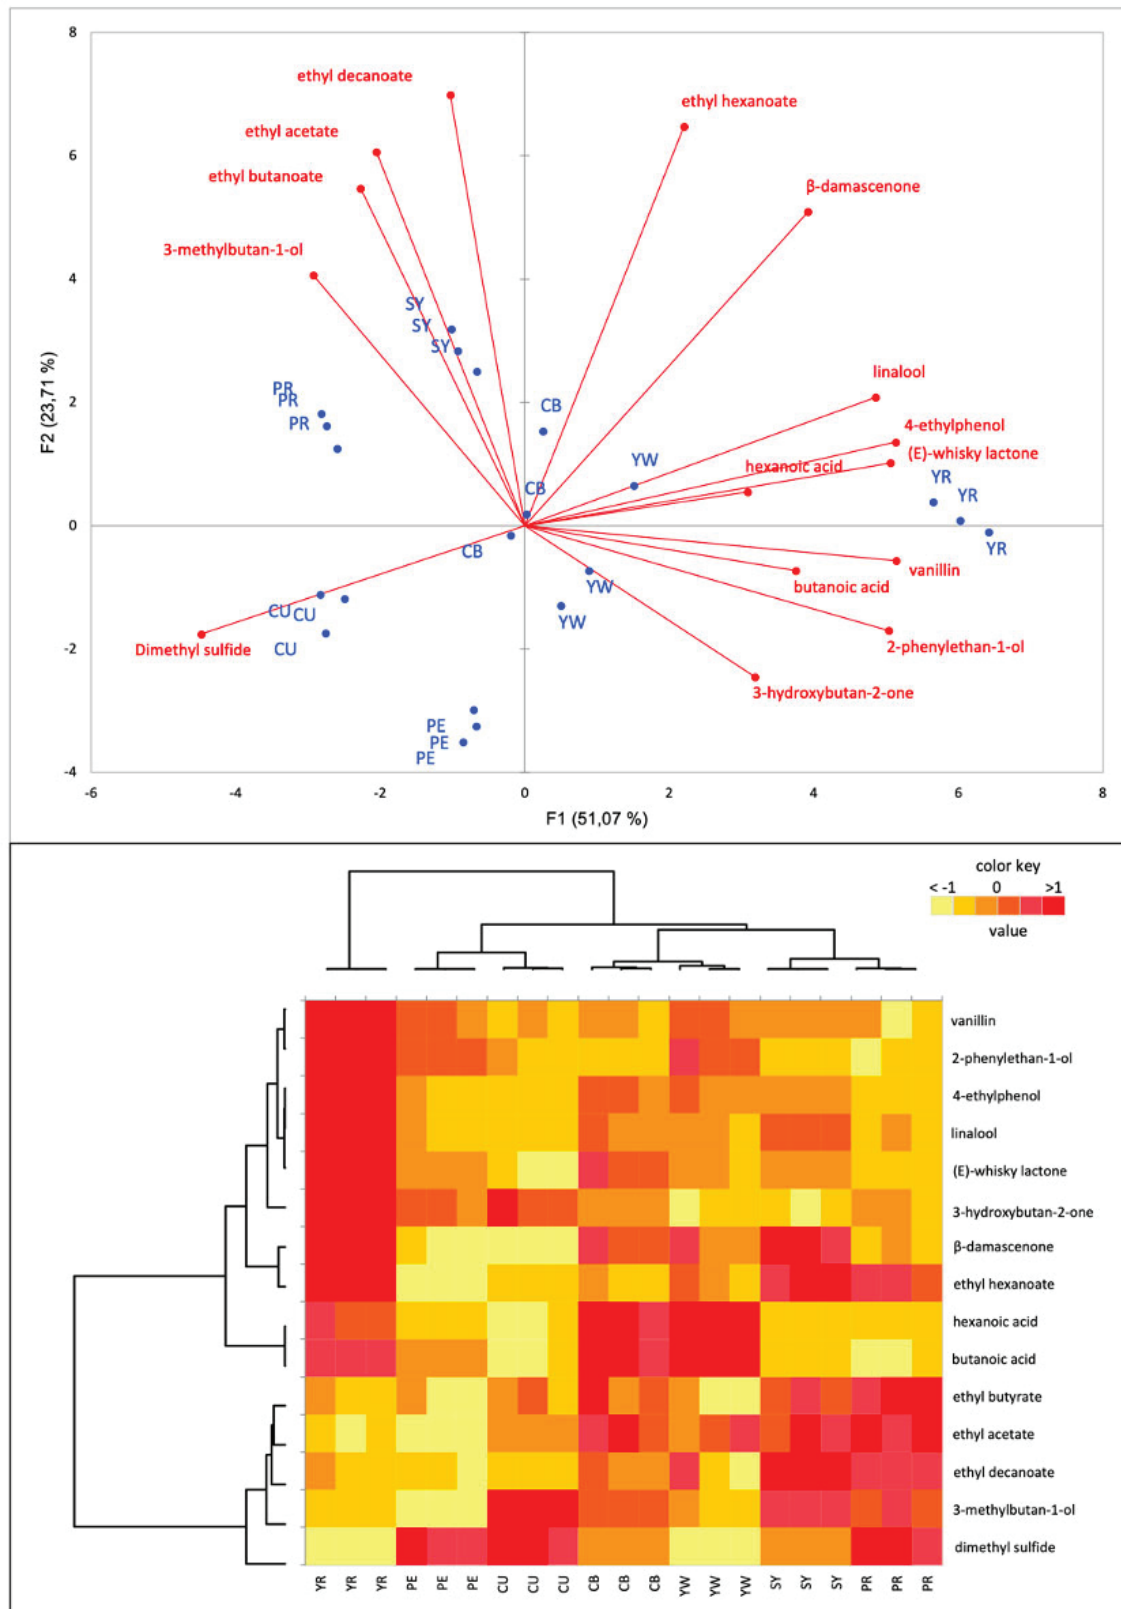 8
ethyl decanoate
ethyl hexanoate
ethyl acetate
6
ethyl butanoate
β-damascenone
3-methylbutan-1-ol
4
SY
SY
SY
linalool
PR
PR
PR
2
CB
4-ethylphenol
(E)-whisky lactone
hexanoic acid
YW
YR
YR
CB
0
YR
CB
vanillin
butanoic acid
YW
YW
CU
CU
CU
Dimethyl sulfide
-2
2-phenylethan-1-ol
3-hydroxybutan-2-one
PE
PE
PE
-4
-6 -4 -2 0 2 4 6 8
F1 (51,07 %)
F2 (23,71 %)
color key
< -1 0 >1
value
vanillin
2-phenylethan-1-ol
4-ethylphenol
linalool
(E)-whisky lactone
3-hydroxybutan-2-one
β-damascenone
ethyl hexanoate
hexanoic acid
butanoic acid
ethyl butyrate
ethyl acetate
ethyl decanoate
3-methylbutan-1-ol
dimethyl sulfide
YR YR YR PE PE PE CU CU CU CB CB CB YW YW YW SY SY SY PR PR PR